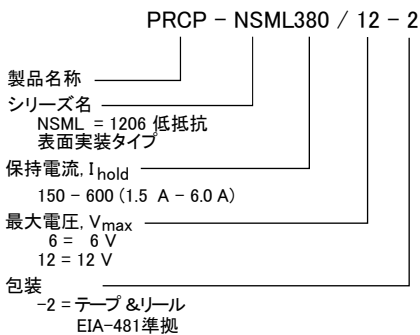 PRCP - NSML380 / 12 - 2
製品名称
シリーズ名
NSML = 1206 低抵抗
表面実装タイプ
保持電流, Ihold
150 - 600 (1.5 A - 6.0 A)
最大電圧, Vmax
6 = 6 V
12 = 12 V
包装
-2 = テープ &リール
EIA-481準拠